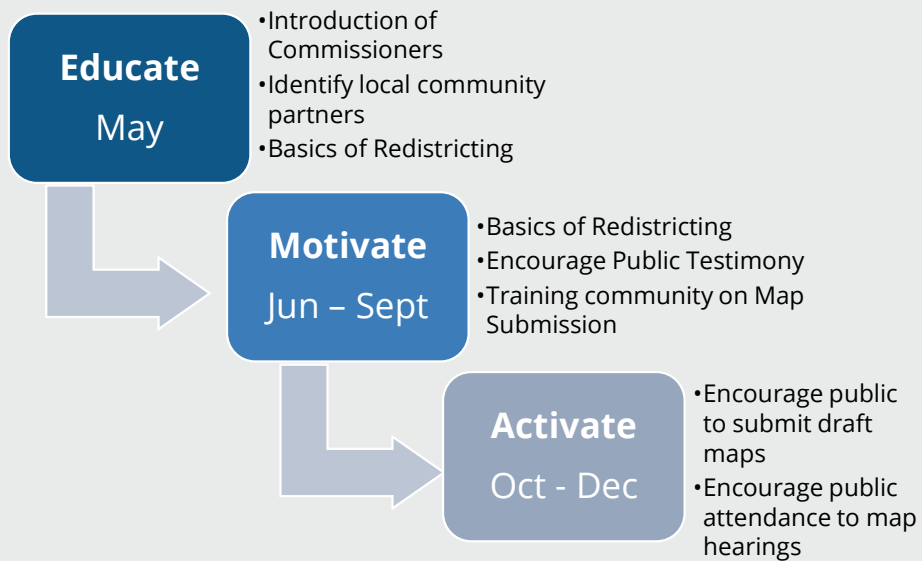 Educate
May
•Introduction of
Commissioners
•Identify local community
partners
•Basics of Redistricting
Motivate
Jun – Sept
•Basics of Redistricting
•Encourage Public Testimony
•Training community on Map
Submission
Activate
Oct - Dec
•Encourage public
to submit draft
maps
•Encourage public
attendance to map
hearings